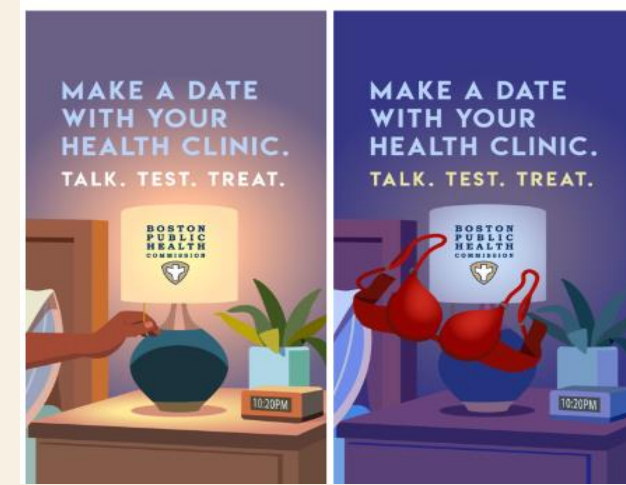 MAKE A DATE
WITH YOUR
HEALTH CLINIC.
TALK. TEST. TREAT.
BOSTON
PUBLIC
HEALTH
COMMISSION
10:20PM
MAKE A DATE
WITH YOUR
HEALTH CLINIC.
TALK. TEST. TREAT.
BOSTON
PUBLIC
HEALTH
COMMISSION
10:20PM